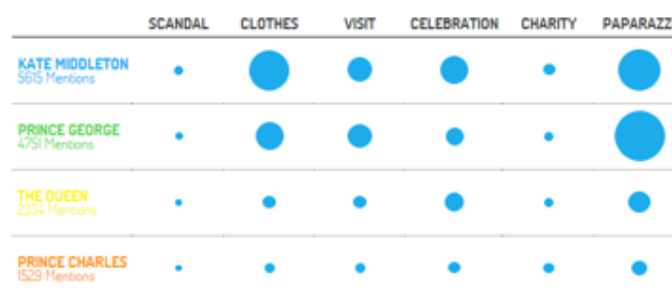 SCANDAL CLOTHES VISIT CELEBRATION CHARITY PAPARAZZ
KATE MIDDLETON
5615 Mentions
PRINCE GEORGE
4751 Mentions
THE QUEEN
2334 Mentions
PRINCE CHARLES
1529 Mentions